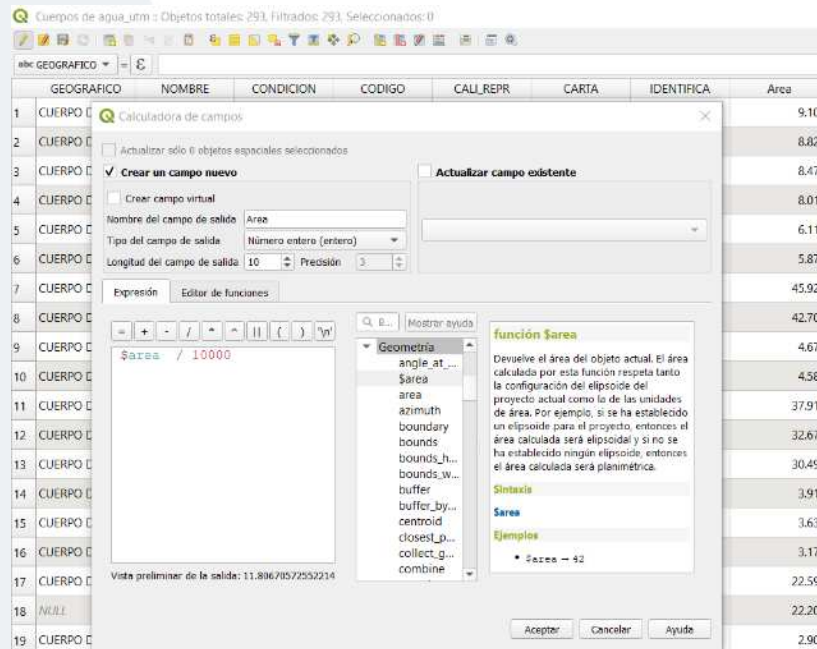 Cuerpos de agua_utm :: Objetos totales: 293, Filtrados: 293, Seleccionados: 0
abc GEOGRAFICO = ε
GEOGRAFICO NOMBRE CONDICION CODIGO CALI_REPR CARTA IDENTIFICA Area
1 CUERPO D 9.10
2 CUERPO D 8.82
3 CUERPO D 8.47
4 CUERPO D 8.01
5 CUERPO D 6.11
6 CUERPO D 5.87
7 CUERPO D 45.92
8 CUERPO D 42.70
9 CUERPO D 4.67
10 CUERPO D 4.58
11 CUERPO D 37.91
12 CUERPO D 32.67
13 CUERPO D 30.49
14 CUERPO D 3.91
15 CUERPO D 3.63
16 CUERPO D 3.17
17 CUERPO D 22.59
18 NULL 22.20
19 CUERPO D 2.90
Calculadora de campos
Actualizar sólo 0 objetos espaciales seleccionados
Crear un campo nuevo
Actualizar campo existente
Crear campo virtual
Nombre del campo de salida Area
Tipo del campo de salida Número entero (entero)
Longitud del campo de salida 10 Precisión 3
Expresión Editor de funciones
= + - / * ^ || ( ) '\n'
$area / 10000
Vista preliminar de la salida: 11.80670572552214
Mostrar ayuda
Geometría
angle_at_...
$area
area
azimuth
boundary
bounds
bounds_h...
bounds_w...
buffer
buffer_by...
centroid
closest_p...
collect_g...
combine
función $area
Devuelve el área del objeto actual. El área
calculada por esta función respeta tanto
la configuración del elipsoide del
proyecto actual como la de las unidades
de área. Por ejemplo, si se ha establecido
un elipsoide para el proyecto, entonces el
área calculada será elipsoidal y si no se
ha establecido ningún elipsoide, entonces
el área calculada será planimétrica.
Sintaxis
$area
Ejemplos
• $area → 42
Aceptar Cancelar Ayuda